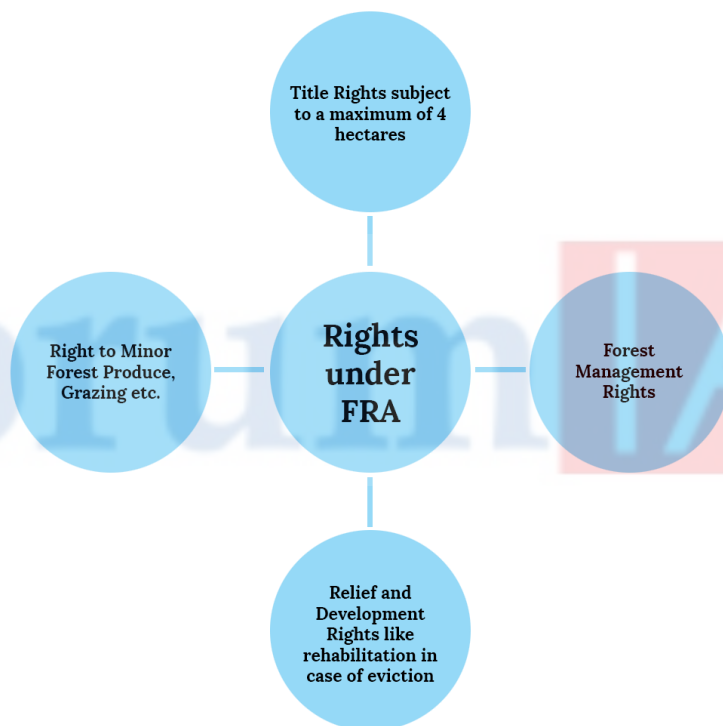 Title Rights subject
to a maximum of 4
hectares
Right to Minor
Forest Produce,
Grazing etc.
Rights
under
FRA
Forest
Management
Rights
Relief and
Development
Rights like
rehabilitation in
case of eviction